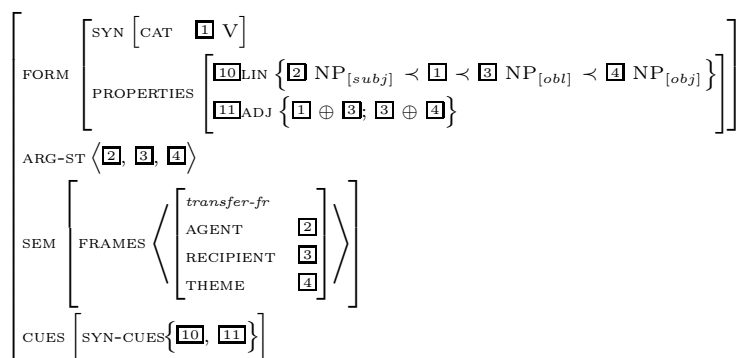 SYN [CAT 1 V]
FORM PROPERTIES 10 LIN {2 NP[subj] ≺ 1 ≺ 3 NP[obl] ≺ 4 NP[obj]}
11 ADJ {1 ⊕ 3; 3 ⊕ 4}
ARG-ST ⟨2, 3, 4⟩
transfer-fr
AGENT 2
SEM FRAMES RECIPIENT 3
THEME 4
CUES [SYN-CUES{10, 11}]